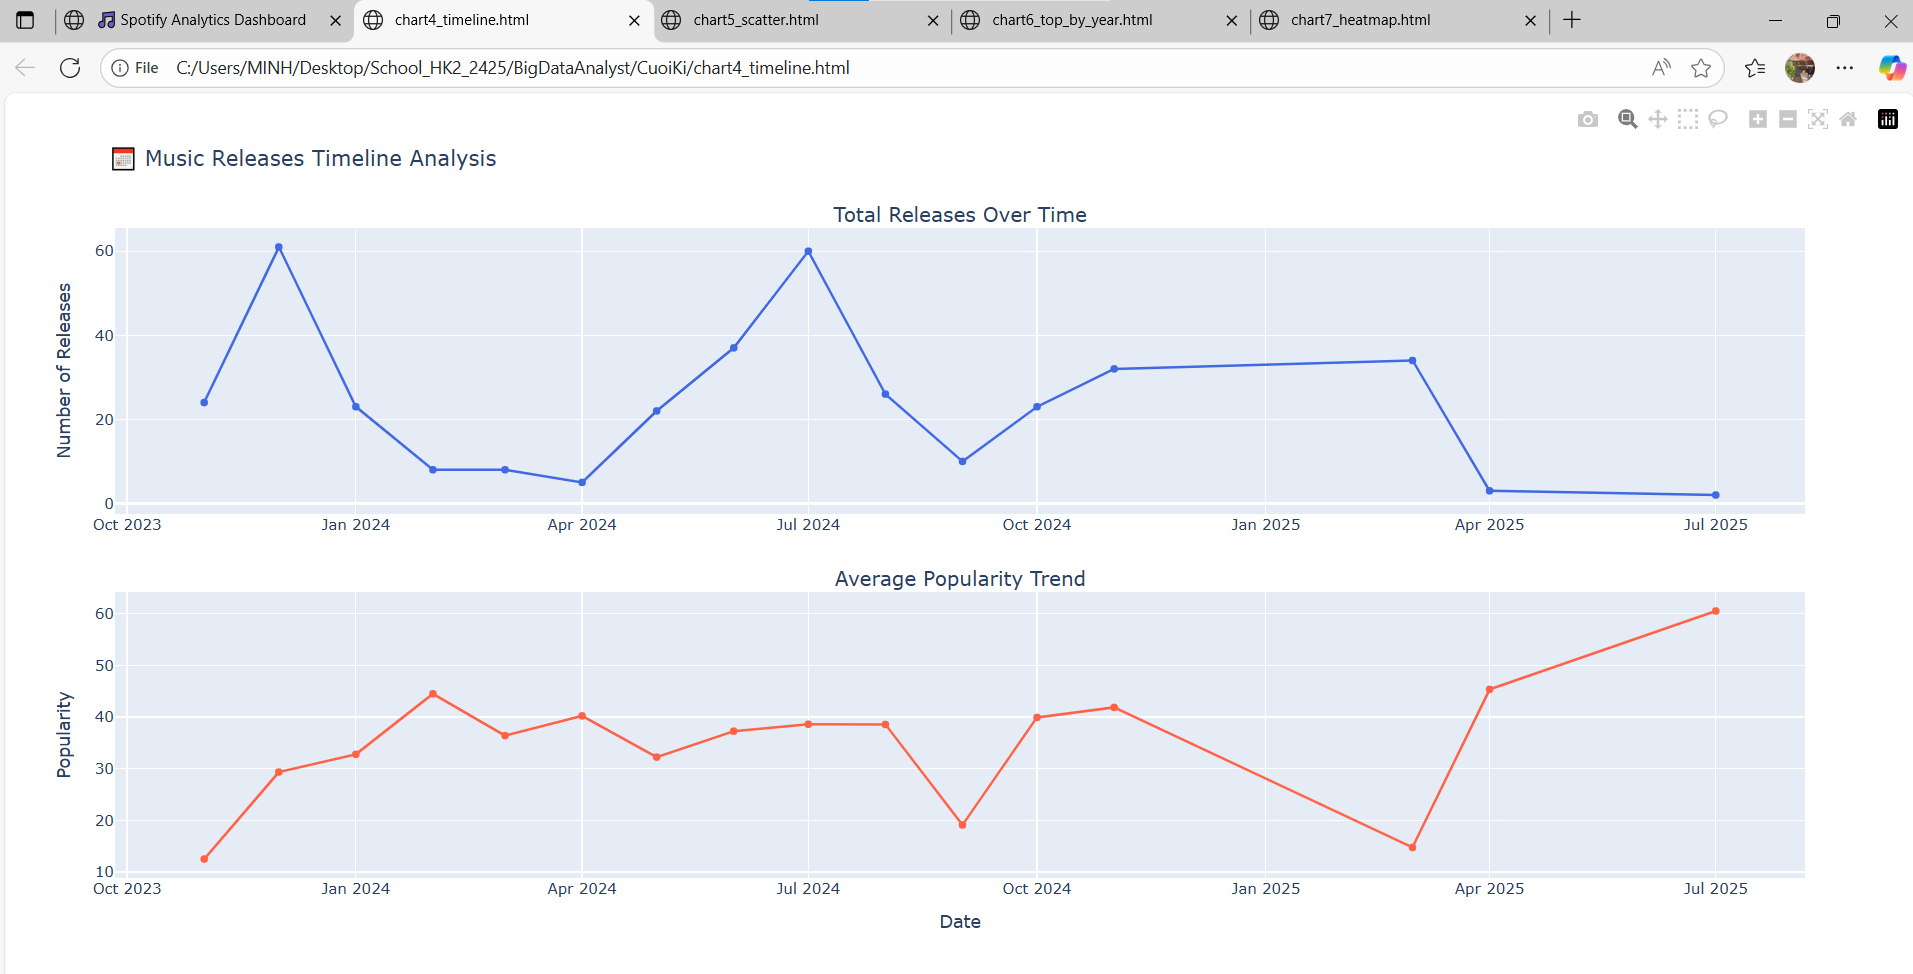 Spotify Analytics Dashboard
chart4_timeline.html
chart5_scatter.html
chart6_top_by_year.html
chart7_heatmap.html
File C:/Users/MINH/Desktop/School_HK2_2425/BigDataAnalyst/CuoiKi/chart4_timeline.html
Music Releases Timeline Analysis
Total Releases Over Time
Number of Releases
60
40
20
0
Oct 2023 Jan 2024 Apr 2024 Jul 2024 Oct 2024 Jan 2025 Apr 2025 Jul 2025
Average Popularity Trend
Popularity
60
50
40
30
20
10
Oct 2023 Jan 2024 Apr 2024 Jul 2024 Oct 2024 Jan 2025 Apr 2025 Jul 2025
Date